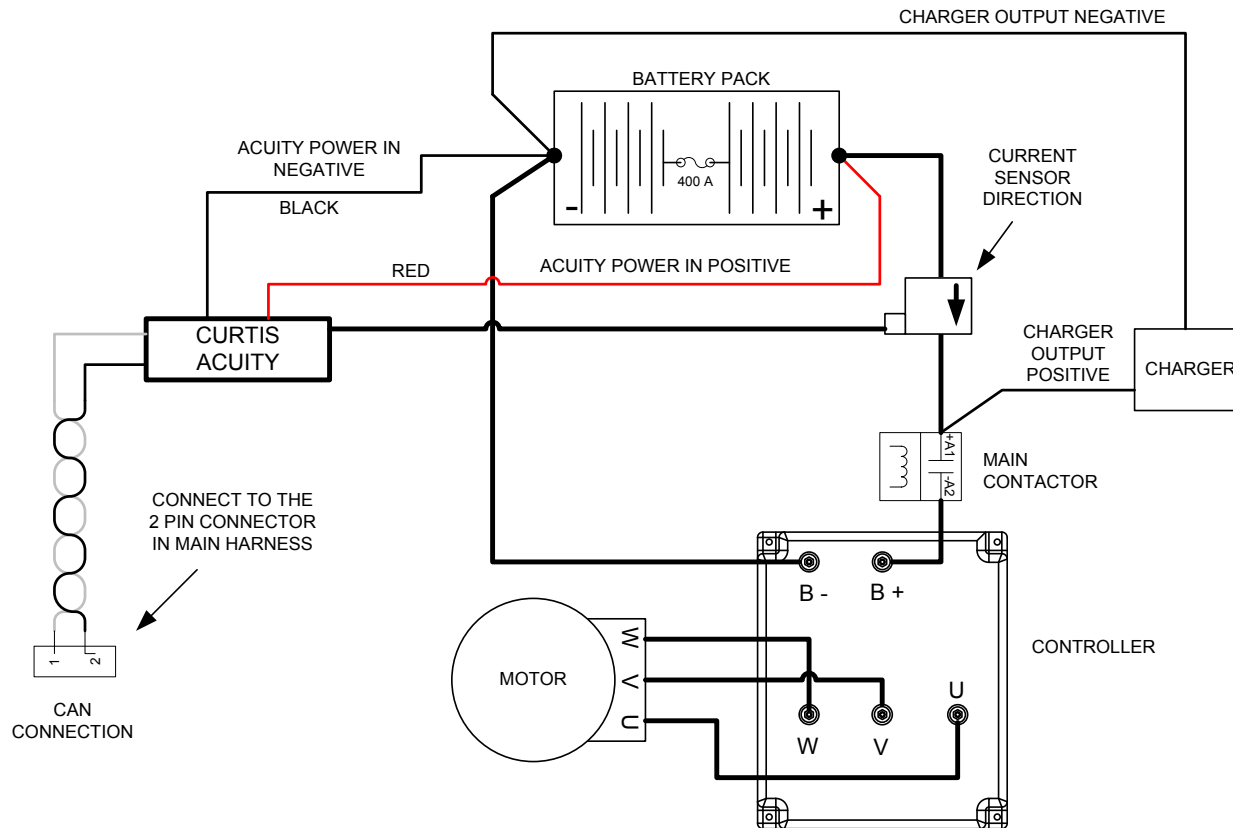 CHARGER OUTPUT NEGATIVE
BATTERY PACK
ACUITY POWER IN
NEGATIVE
BLACK
400 A
-
+
CURRENT
SENSOR
DIRECTION
RED
ACUITY POWER IN POSITIVE
CURTIS
ACUITY
CHARGER
OUTPUT
POSITIVE
CHARGER
+A1
-A2
MAIN
CONTACTOR
CONNECT TO THE
2 PIN CONNECTOR
IN MAIN HARNESS
B -
B +
CONTROLLER
1
2
CAN
CONNECTION
MOTOR
W
V
U
U
W
V